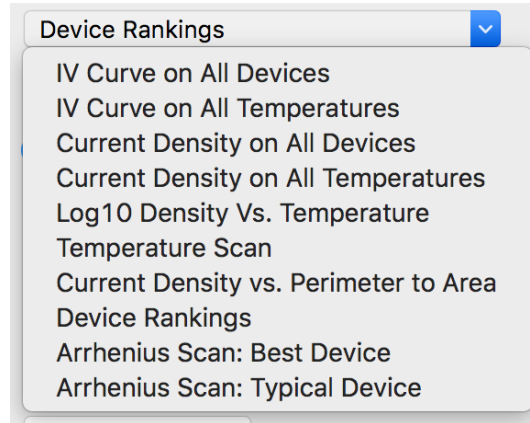 Device Rankings
IV Curve on All Devices
IV Curve on All Temperatures
Current Density on All Devices
Current Density on All Temperatures
Log10 Density Vs. Temperature
Temperature Scan
Current Density vs. Perimeter to Area
Device Rankings
Arrhenius Scan: Best Device
Arrhenius Scan: Typical Device